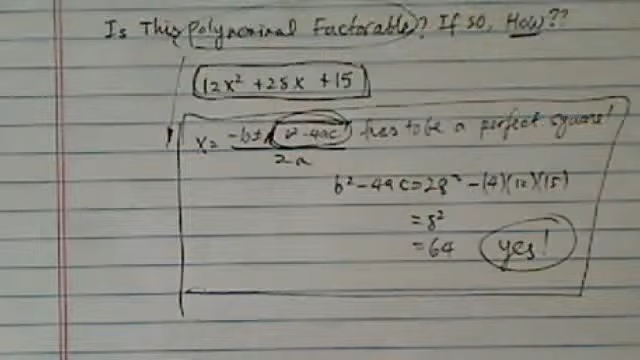 Is This Polynominal Factorable? If so, How??
12x² + 28x + 15
x = -b ± √b²-4ac / 2a has to be a perfect square!
b² - 4ac = 28² - (4)(12)(15)
= 8²
= 64 yes!